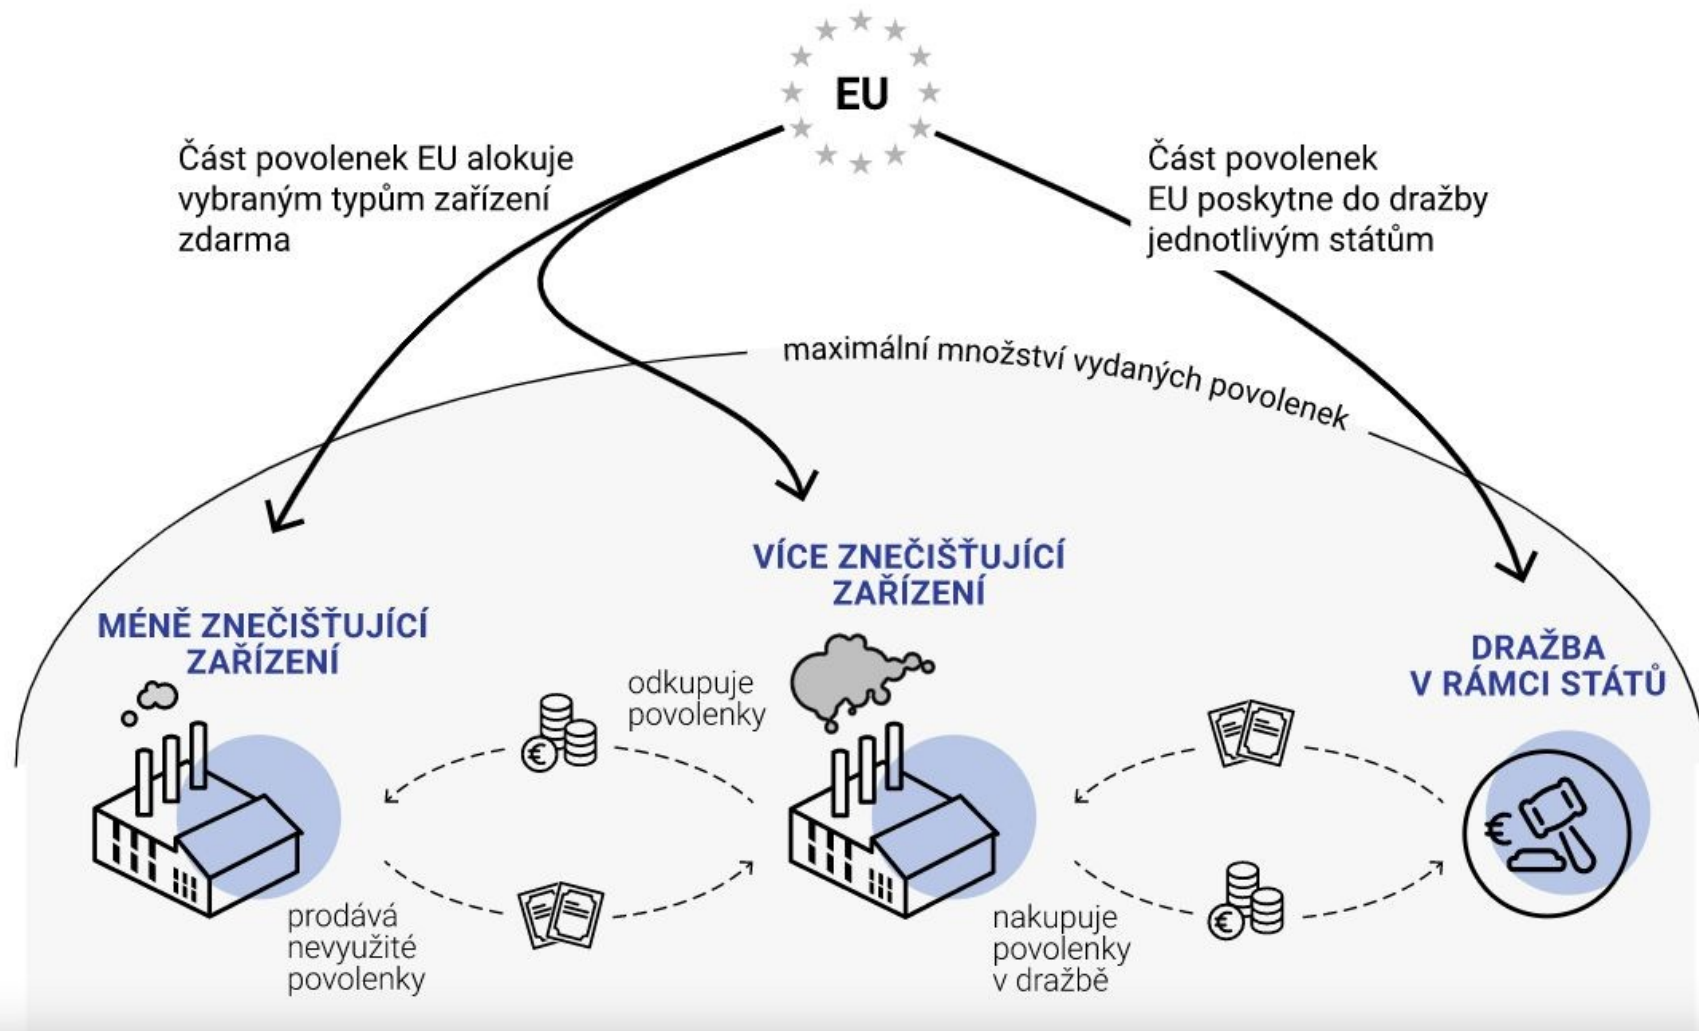 EU
Část povolenek EU alokuje
vybraným typům zařízení
zdarma
Část povolenek
EU poskytne do dražby
jednotlivým státům
maximální množství vydaných povolenek
VÍCE ZNEČIŠŤUJÍCÍ
ZAŘÍZENÍ
MÉNĚ ZNEČIŠŤUJÍCÍ
ZAŘÍZENÍ
DRAŽBA
V RÁMCI STÁTŮ
odkupuje
povolenky
€
€
prodává
nevyužité
povolenky
nakupuje
povolenky
v dražbě
€